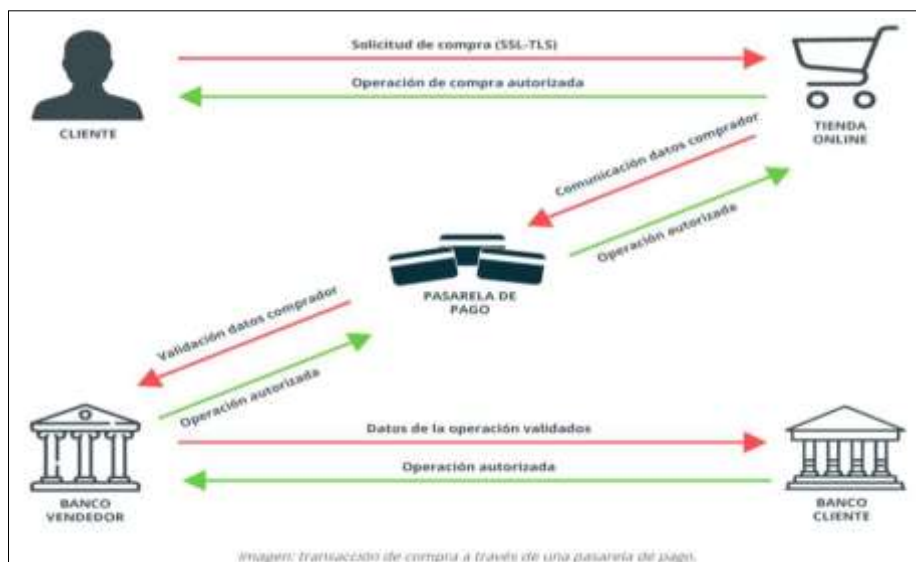 Solicitud de compra (SSL-TLS)
Operación de compra autorizada
CLIENTE
TIENDA
ONLINE
Comunicación datos comprador
Operación autorizada
PASARELA DE
PAGO
Validación datos comprador
Operación autorizada
Datos de la operación validados
Operación autorizada
BANCO
VENDEDOR
BANCO
CLIENTE
Imagen: transacción de compra a través de una pasarela de pago.